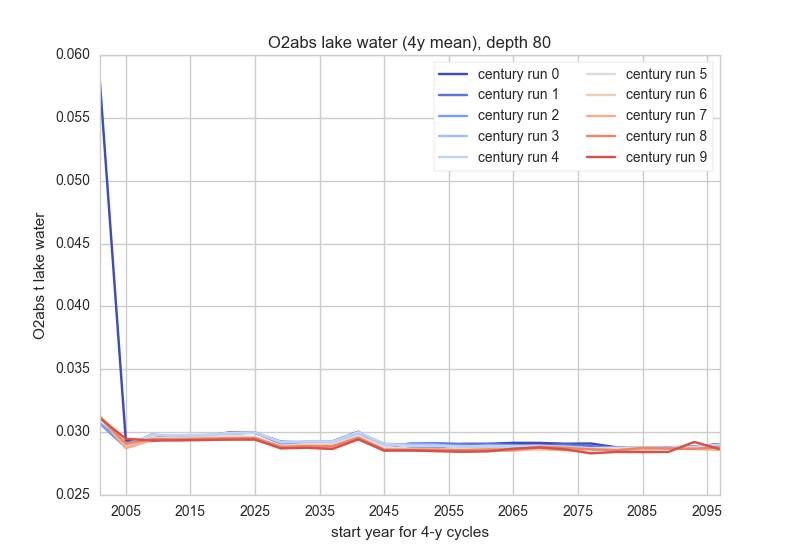 O2abs lake water (4y mean), depth 80
0.060
0.055
0.050
0.045
0.040
0.035
0.030
0.025
O2abs t lake water
century run 0
century run 1
century run 2
century run 3
century run 4
century run 5
century run 6
century run 7
century run 8
century run 9
2005 2015 2025 2035 2045 2055 2065 2075 2085 2095
start year for 4-y cycles